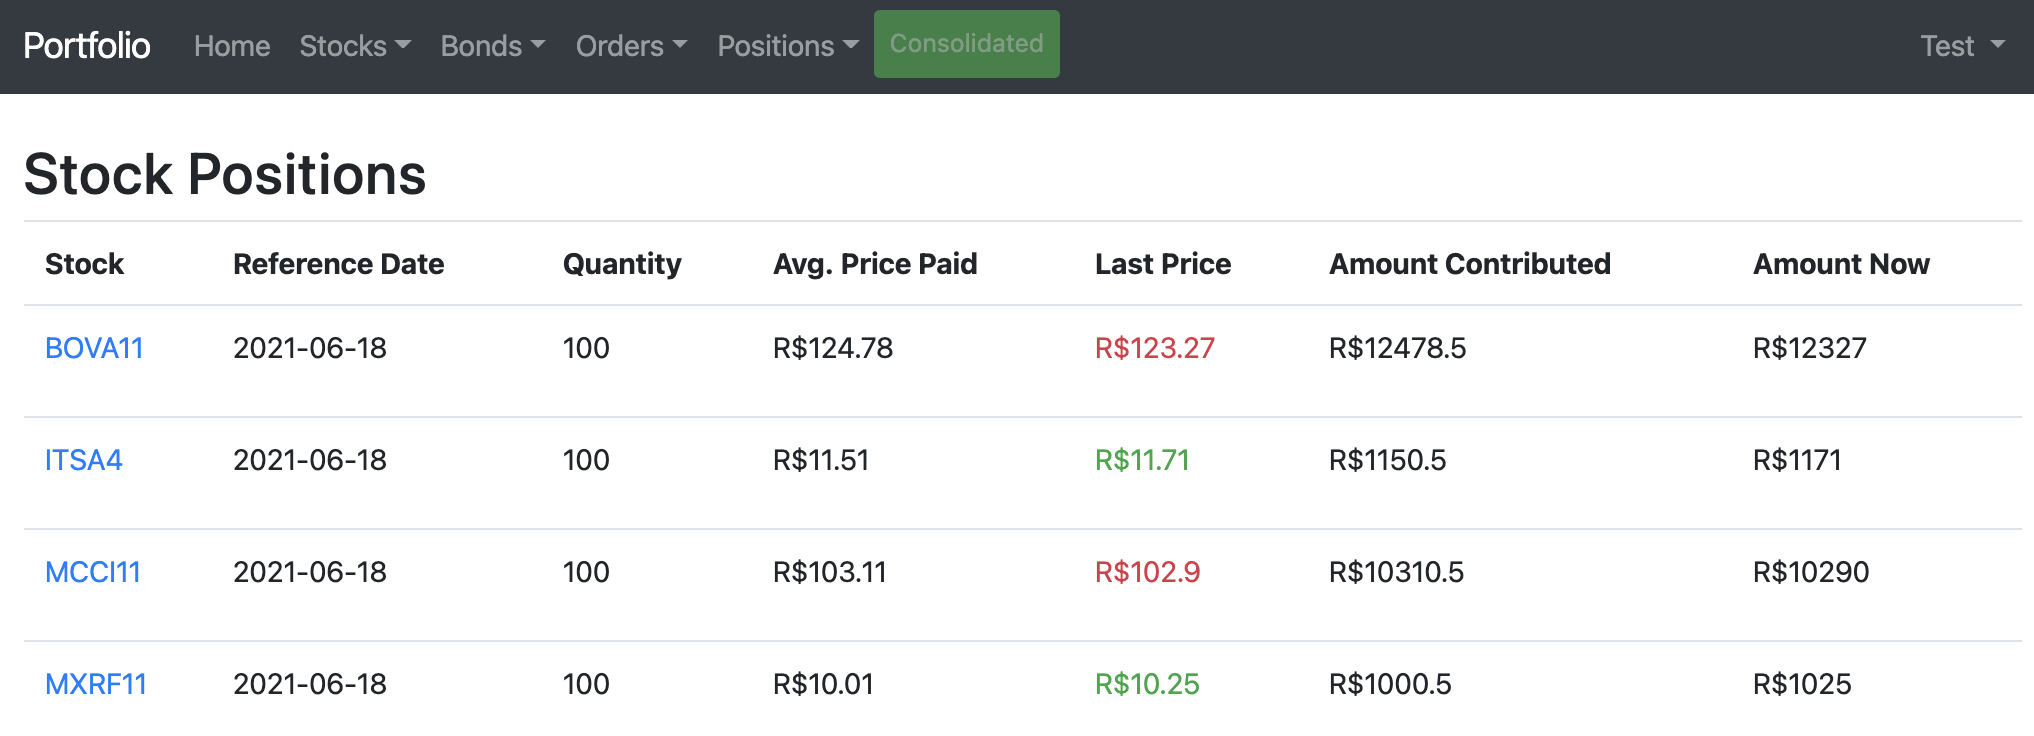 Portfolio Home Stocks Bonds Orders Positions Consolidated Test
Stock Positions
Stock Reference Date Quantity Avg. Price Paid Last Price Amount Contributed Amount Now
BOVA11 2021-06-18 100 R$124.78 R$123.27 R$12478.5 R$12327
ITSA4 2021-06-18 100 R$11.51 R$11.71 R$1150.5 R$1171
MCCI11 2021-06-18 100 R$103.11 R$102.9 R$10310.5 R$10290
MXRF11 2021-06-18 100 R$10.01 R$10.25 R$1000.5 R$1025